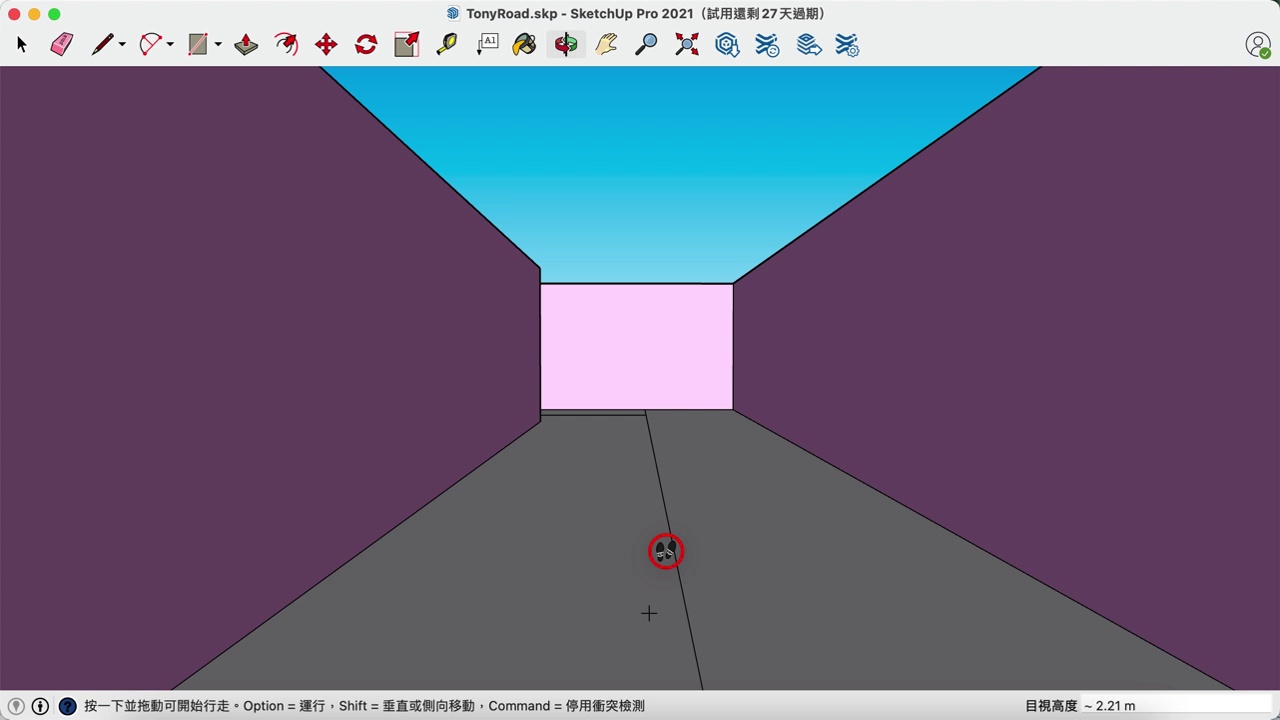 TonyRoad.skp - SketchUp Pro 2021（試用還剩 27 天過期）
A1
按一下並拖動可開始行走。Option = 運行，Shift = 垂直或側向移動，Command = 停用衝突檢測
目視高度 ~ 2.21 m